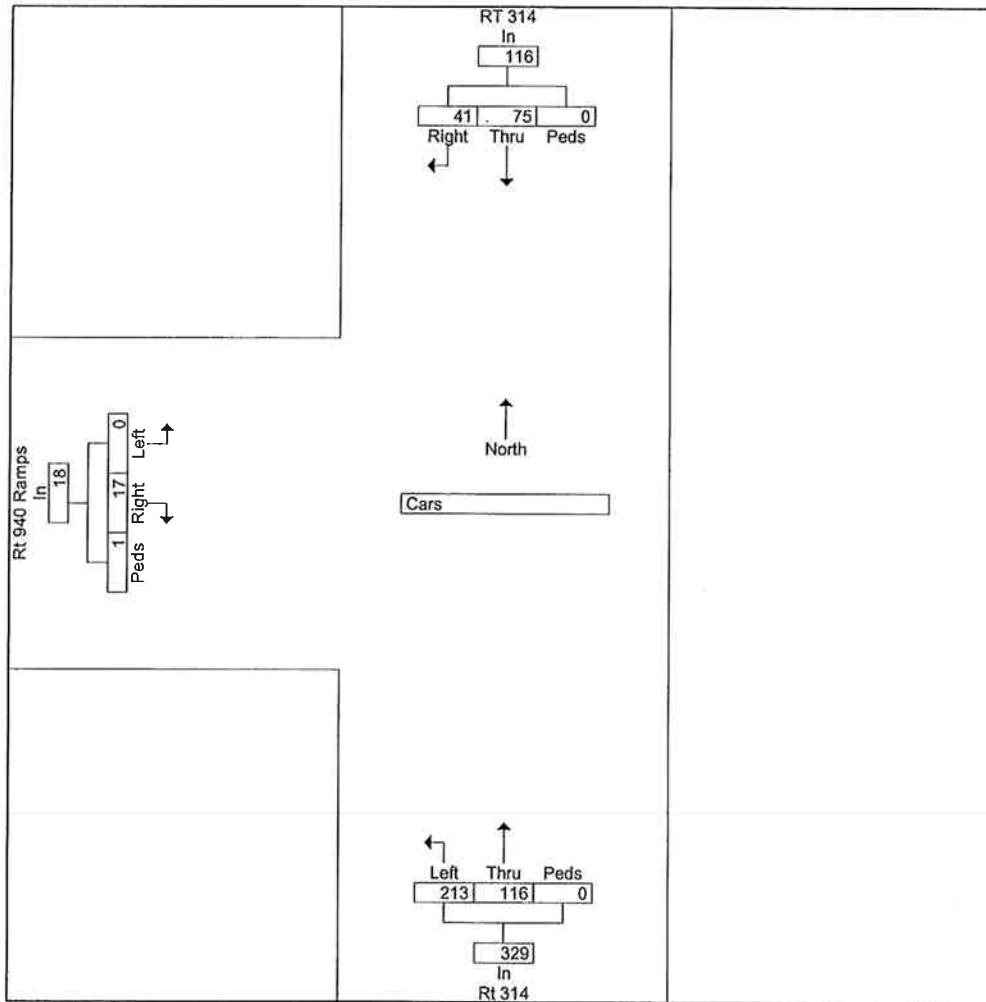 RT 314
In
116
41 75 0
Right Thru Peds
North
Cars
Rt 940 Ramps
In
18
1 17 0
Peds Right Left
Left Thru Peds
213 116 0
329
In
Rt 314